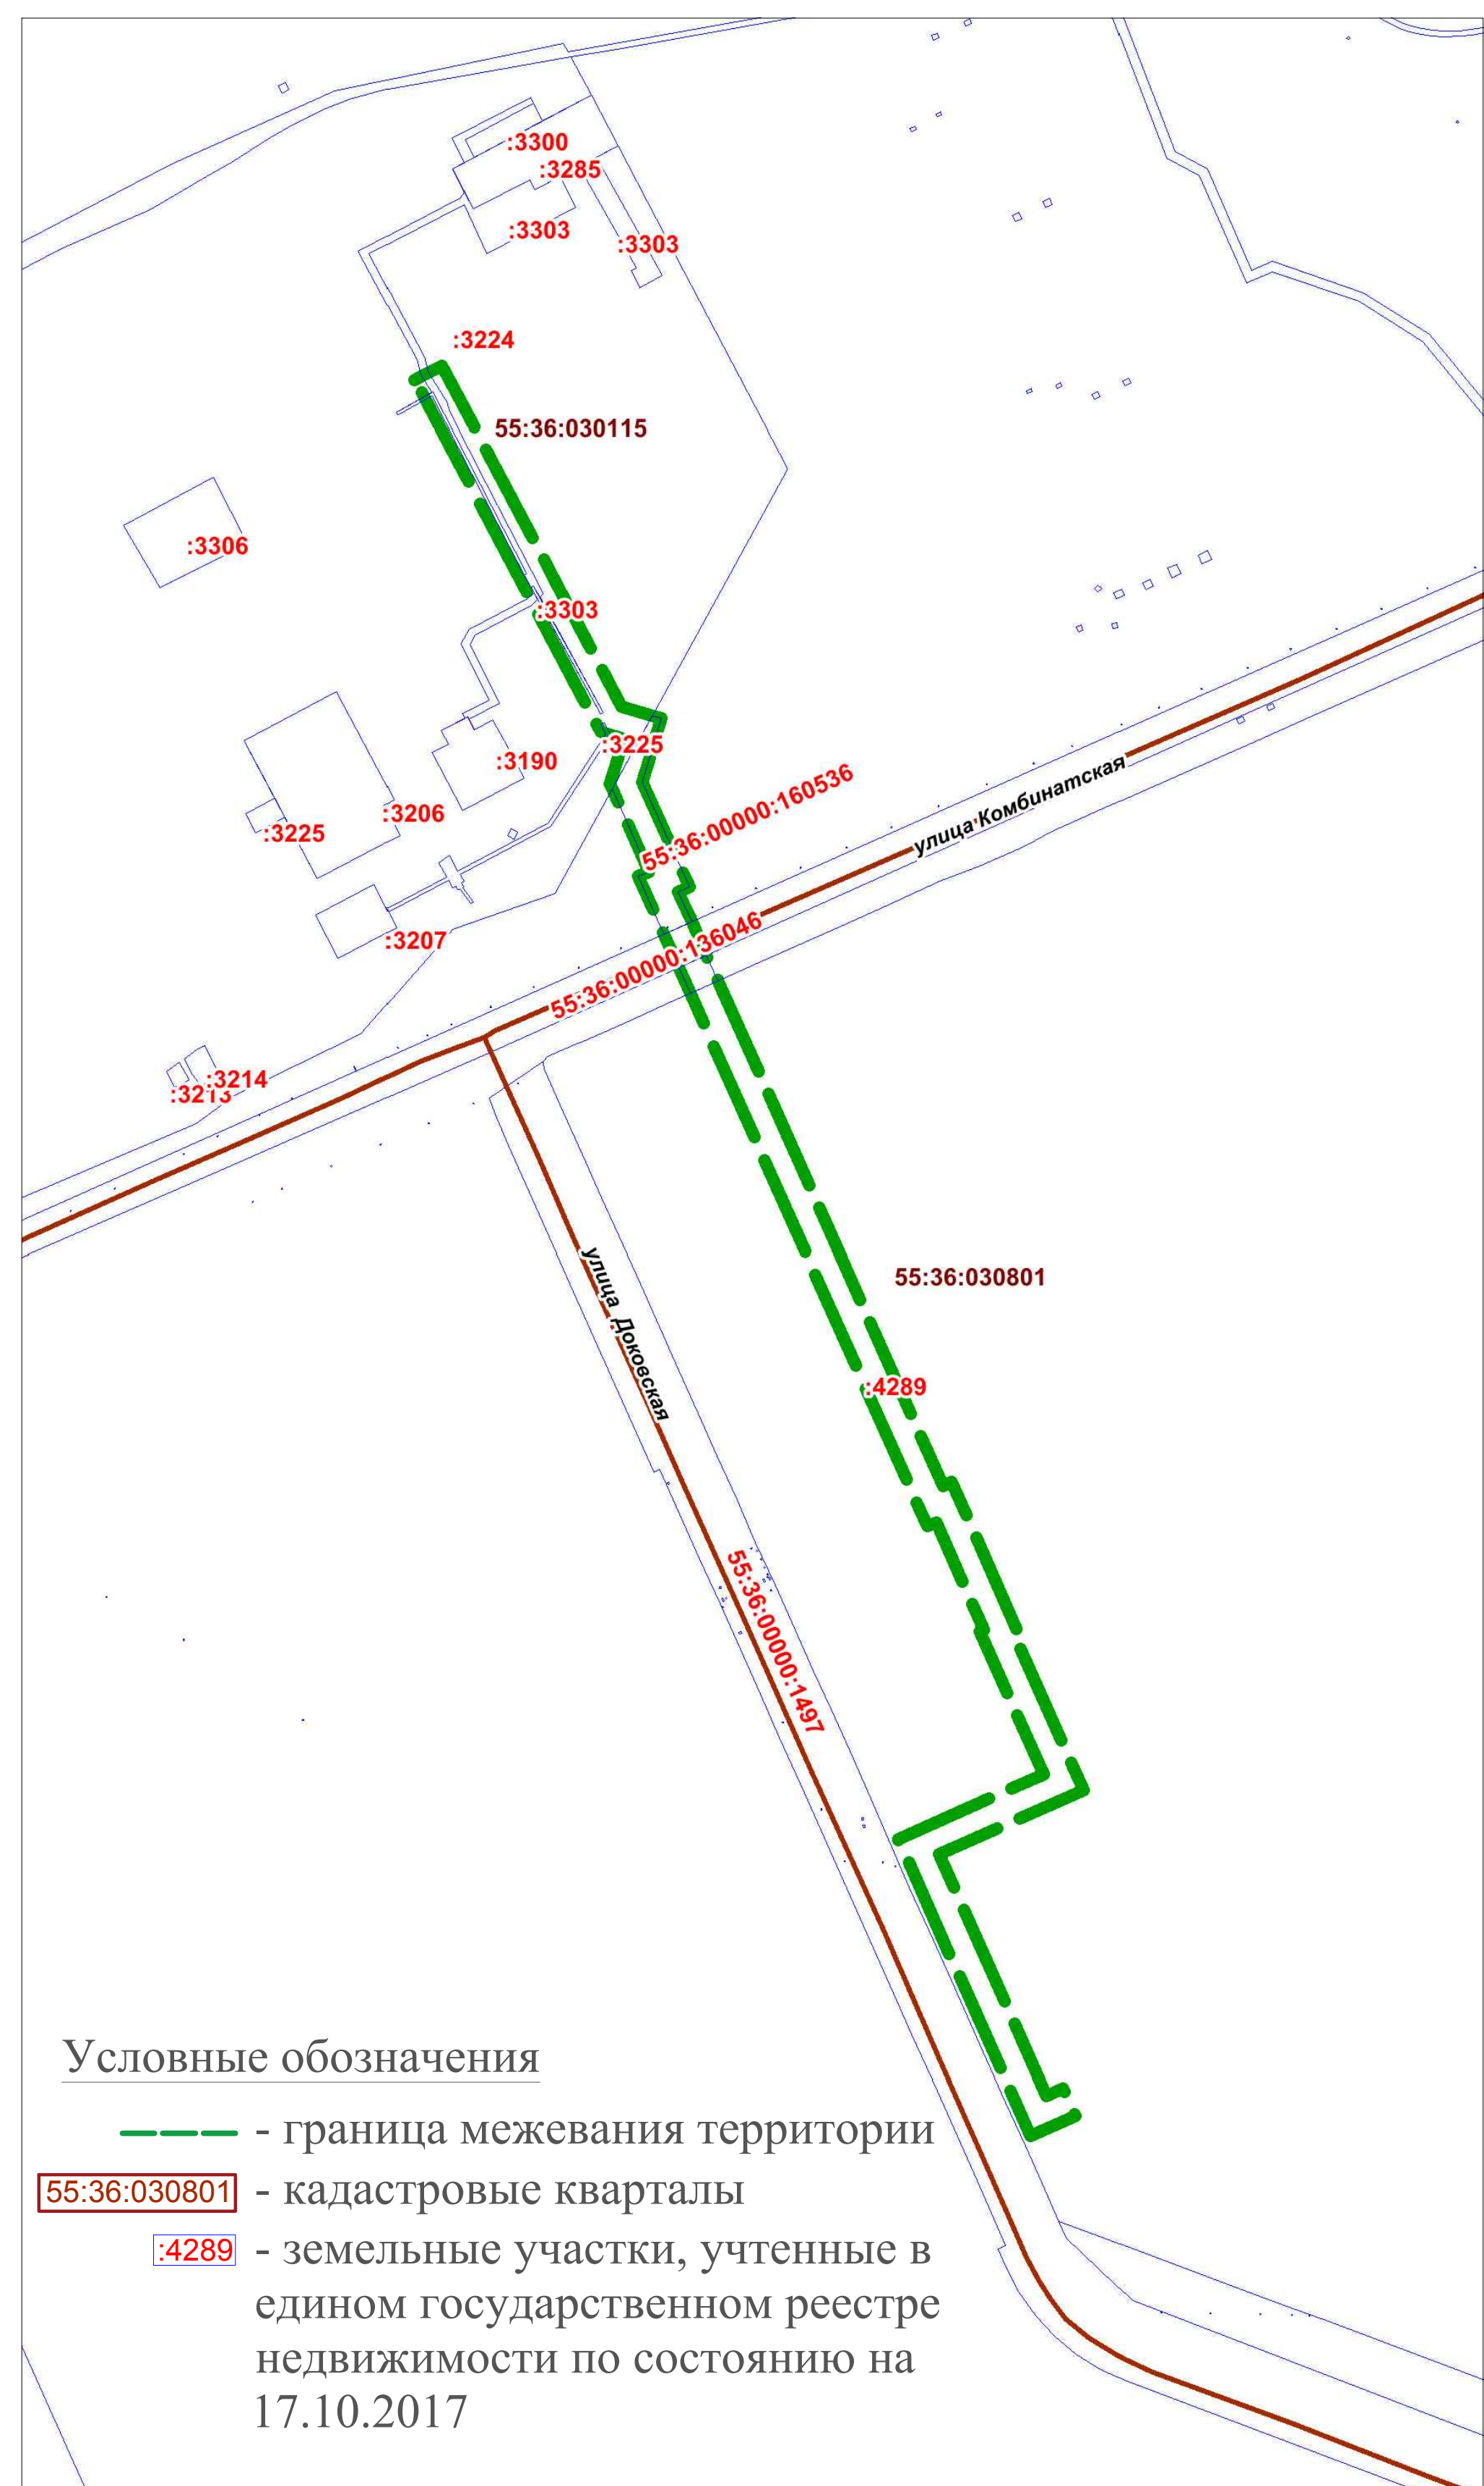 :3300
:3285
:3303
:3303
:3224
55:36:030115
:3306
:3303
:3225
:3190
55:36:00000:160536
улица Комбинатская
:3206
:3225
:3207
55:36:00000:136046
:3214
:3213
улица Доковская
55:36:030801
:4289
55:36:00000:1497
Условные обозначения
- граница межевания территории
55:36:030801 - кадастровые кварталы
:4289 - земельные участки, учтенные в
едином государственном реестре
недвижимости по состоянию на
17.10.2017